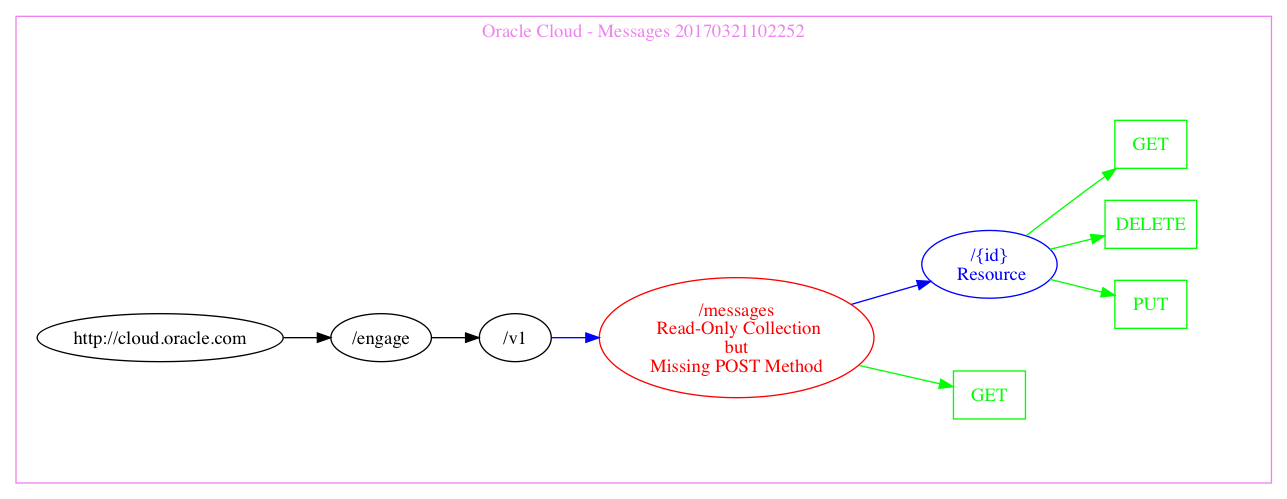 Oracle Cloud - Messages 20170321102252
http://cloud.oracle.com
/engage
/v1
/messages
Read-Only Collection
but
Missing POST Method
/{id}
Resource
GET
DELETE
PUT
GET